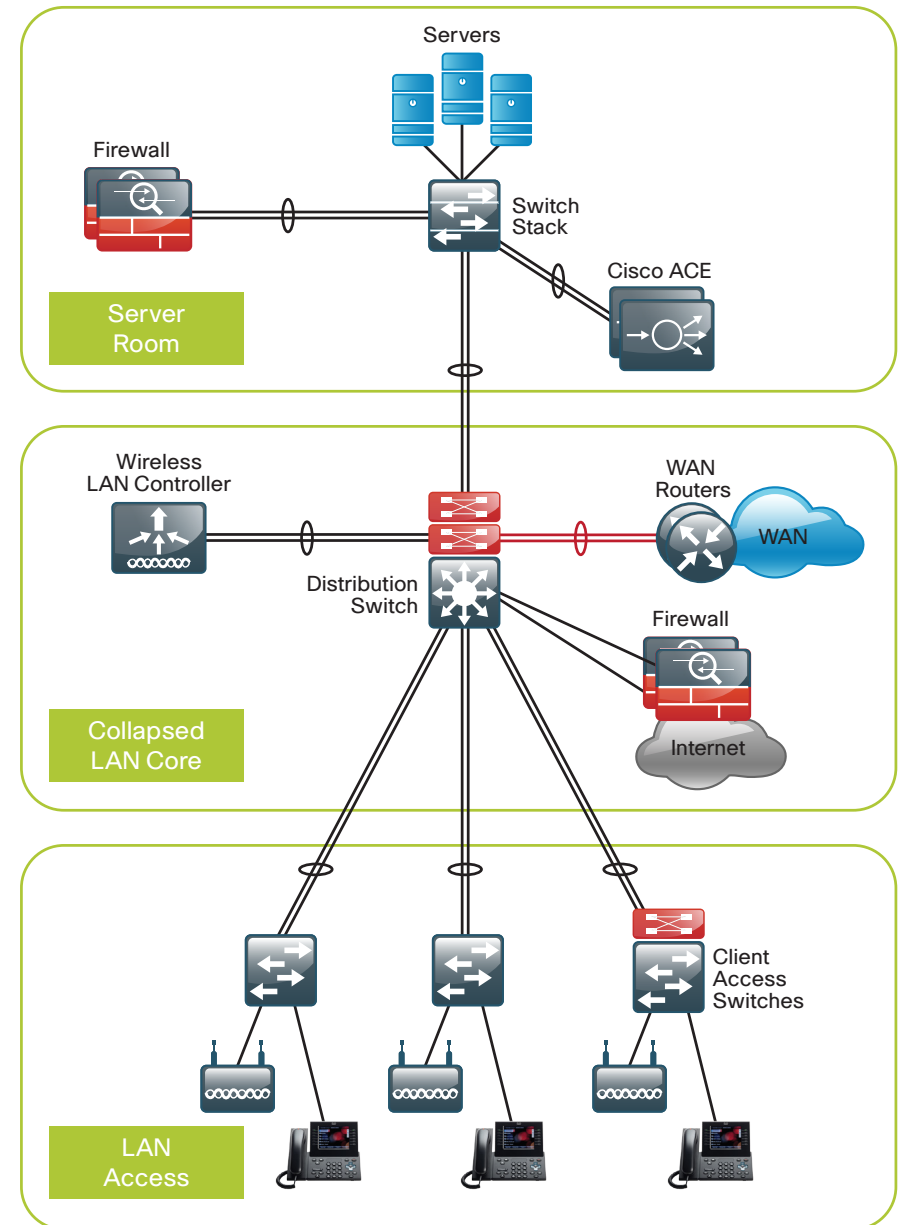 Servers
Firewall
Switch
Stack
Cisco ACE
Server
Room
Wireless
LAN Controller
WAN
Routers
WAN
Distribution
Switch
Firewall
Internet
Collapsed
LAN Core
Client
Access
Switches
LAN
Access